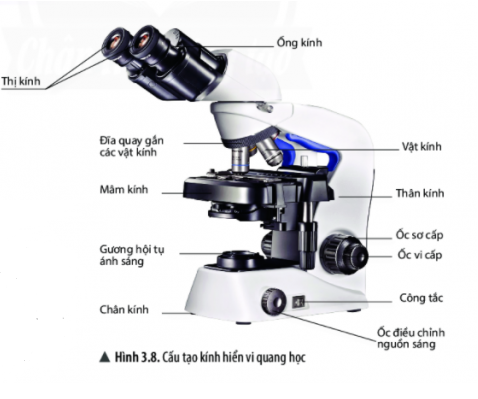 Ống kính
Thị kính
Đĩa quay gắn
các vật kính
Vật kính
Mâm kính
Thân kính
Ốc sơ cấp
Gương hội tụ
ánh sáng
Ốc vi cấp
Công tắc
Chân kính
Ốc điều chỉnh
nguồn sáng
▲ Hình 3.8. Cấu tạo kính hiển vi quang học